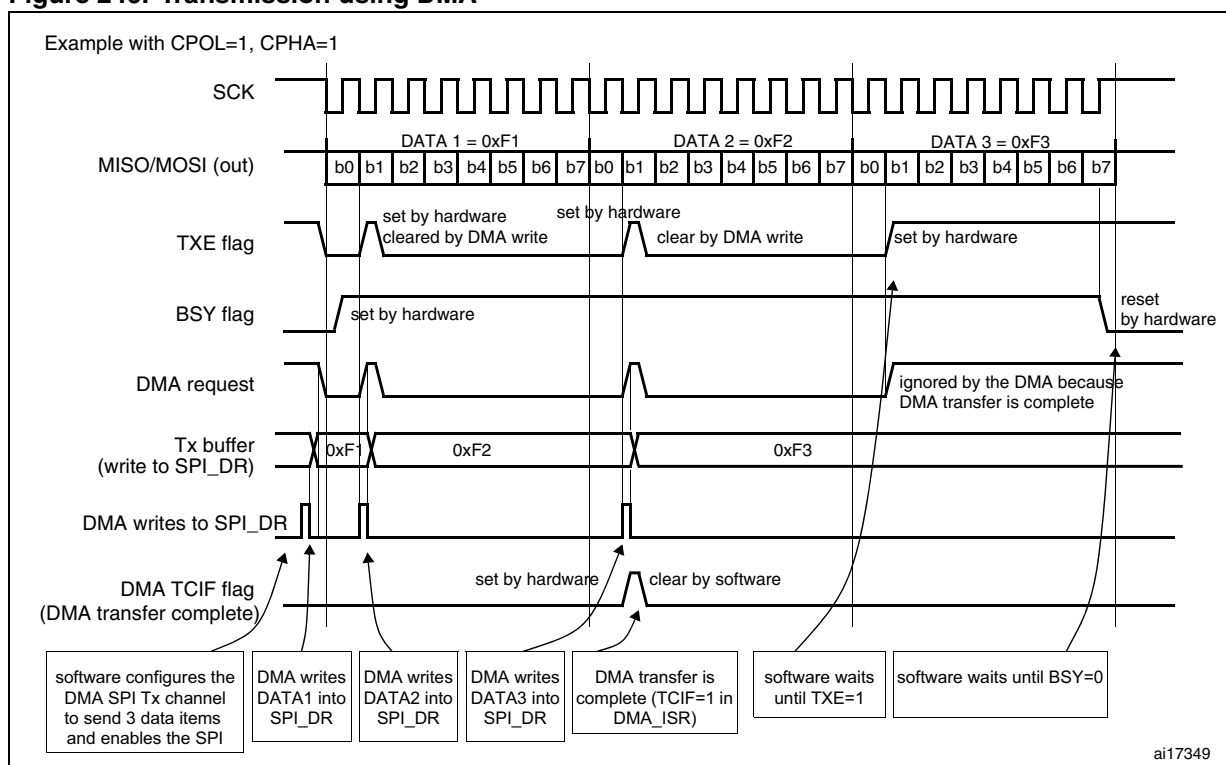 Figure 245. Transmission using DMA
Example with CPOL=1, CPHA=1
SCK
DATA 1 = 0xF1
DATA 2 = 0xF2
DATA 3 = 0xF3
MISO/MOSI (out)
b0 b1 b2 b3 b4 b5 b6 b7 b0 b1 b2 b3 b4 b5 b6 b7 b0 b1 b2 b3 b4 b5 b6 b7
set by hardware
cleared by DMA write
set by hardware
clear by DMA write
set by hardware
TXE flag
BSY flag
set by hardware
reset
by hardware
DMA request
ignored by the DMA because
DMA transfer is complete
Tx buffer
(write to SPI_DR)
0xF1
0xF2
0xF3
DMA writes to SPI_DR
DMA TCIF flag
(DMA transfer complete)
set by hardware
clear by software
software configures the
DMA SPI Tx channel
to send 3 data items
and enables the SPI
DMA writes
DATA1 into
SPI_DR
DMA writes
DATA2 into
SPI_DR
DMA writes
DATA3 into
SPI_DR
DMA transfer is
complete (TCIF=1 in
DMA_ISR)
software waits
until TXE=1
software waits until BSY=0
ai17349